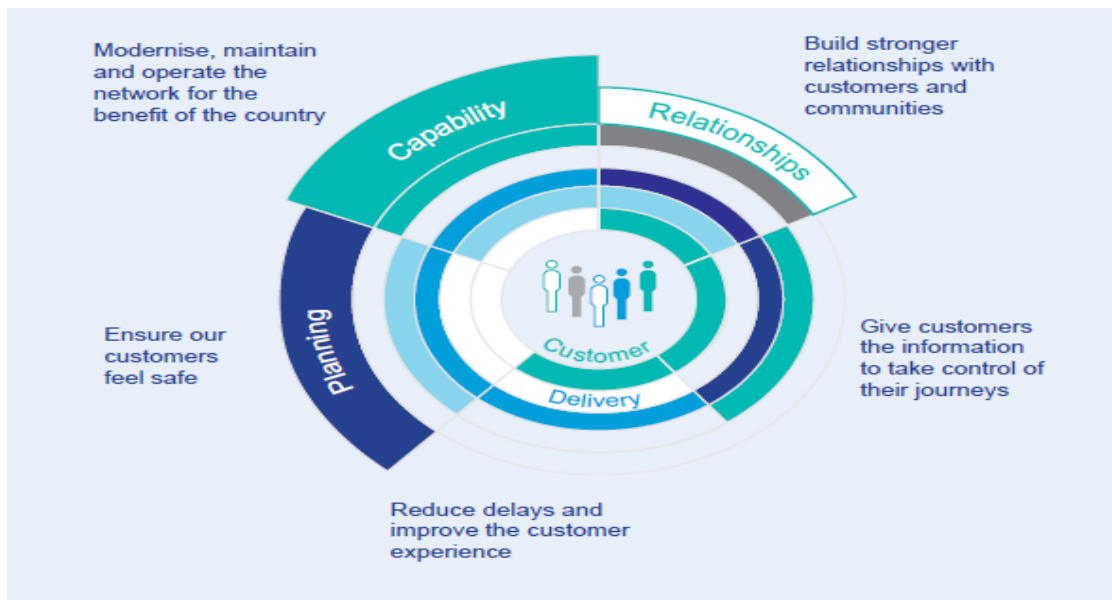 Modernise, maintain
and operate the
network for the
benefit of the country
Build stronger
relationships with
customers and
communities
Capability
Relationships
Planning
Customer
Delivery
Ensure our
customers
feel safe
Give customers
the information
to take control of
their journeys
Reduce delays and
improve the customer
experience